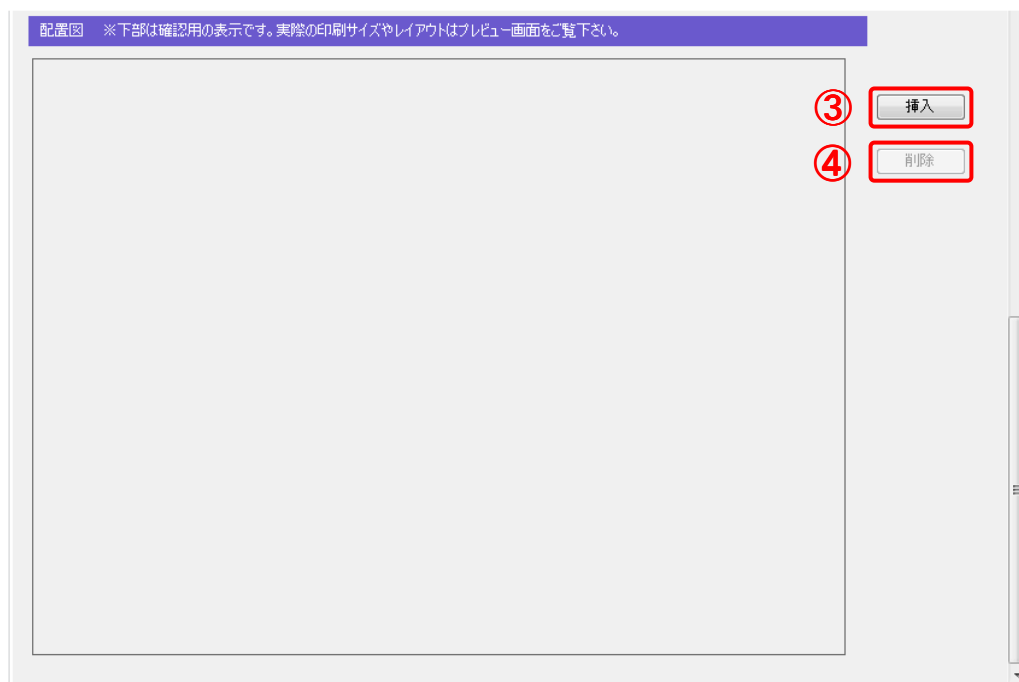 配置図 ※下部は確認用の表示です。実際の印刷サイズやレイアウトはプレビュー画面をご覧下さい。
③ 挿入
④ 削除